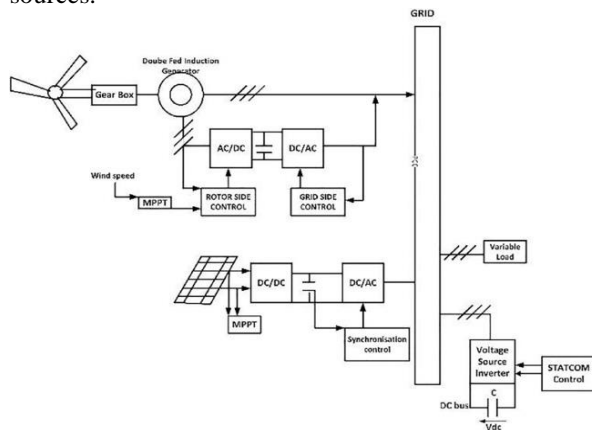 sources.
GRID
Doube Fed Induction
Generator
Gear Box
AC/DC
DC/AC
Wind speed
MPPT
ROTOR SIDE
CONTROL
GRID SIDE
CONTROL
DC/DC
DC/AC
Variable
Load
MPPT
Synchronisation
control
Voltage
Source
Inverter
STATCOM
Control
C
DC bus
Vdc